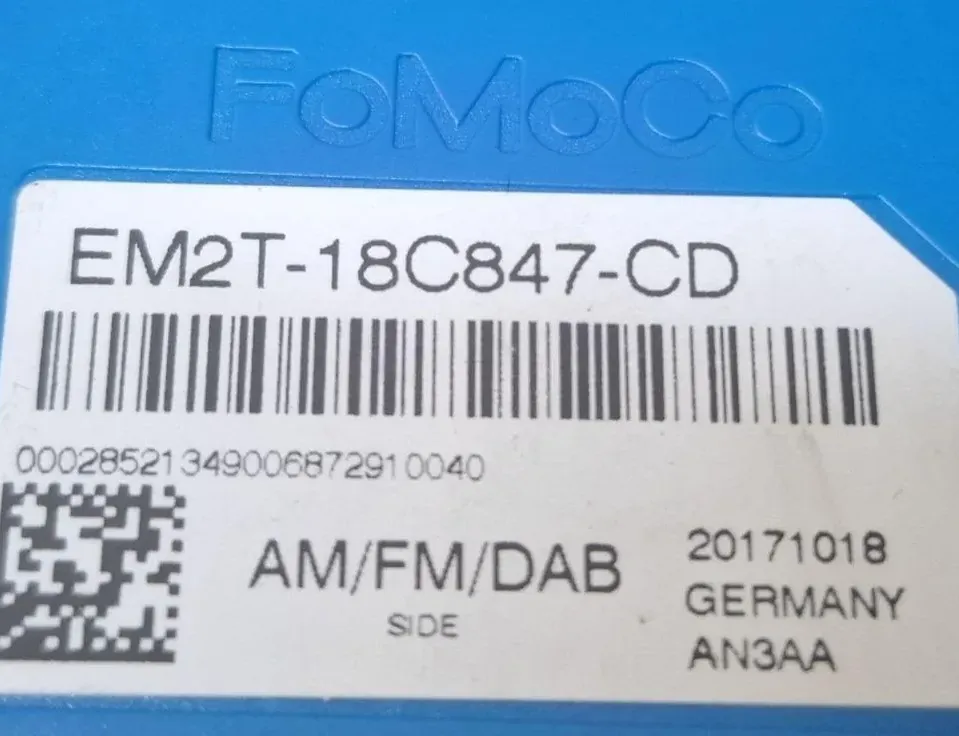 FoMoCo
EM2T-18C847-CD
0002852134900687291 0040
AM/FM/DAB
SIDE
20171018
GERMANY
AN3AA